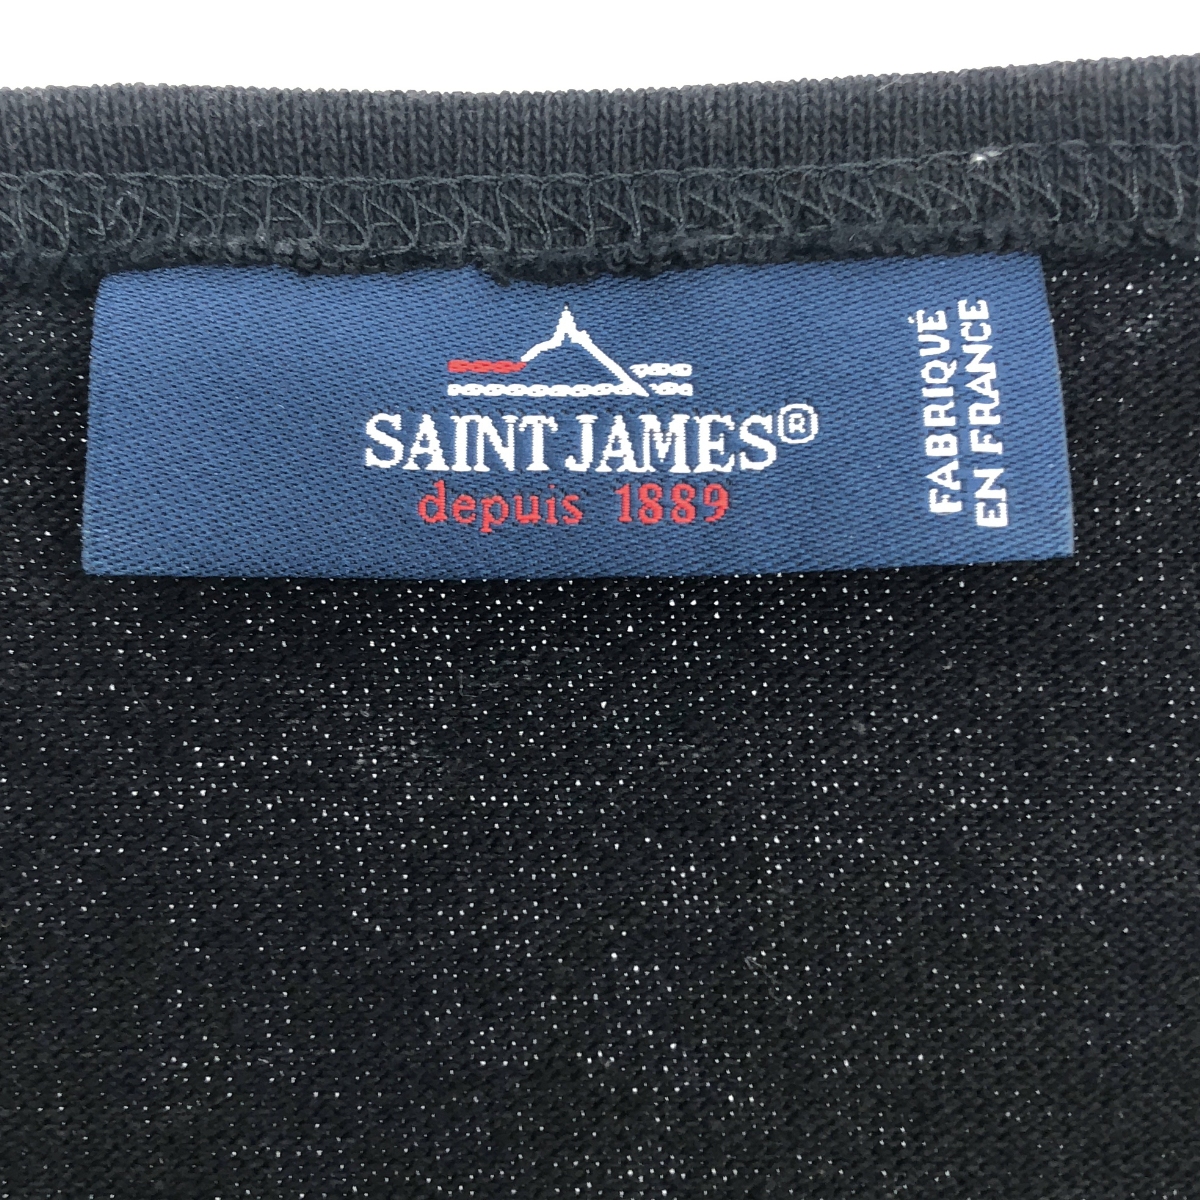 SAINT JAMES®
depuis 1889
FABRIQUÉ
EN FRANCE